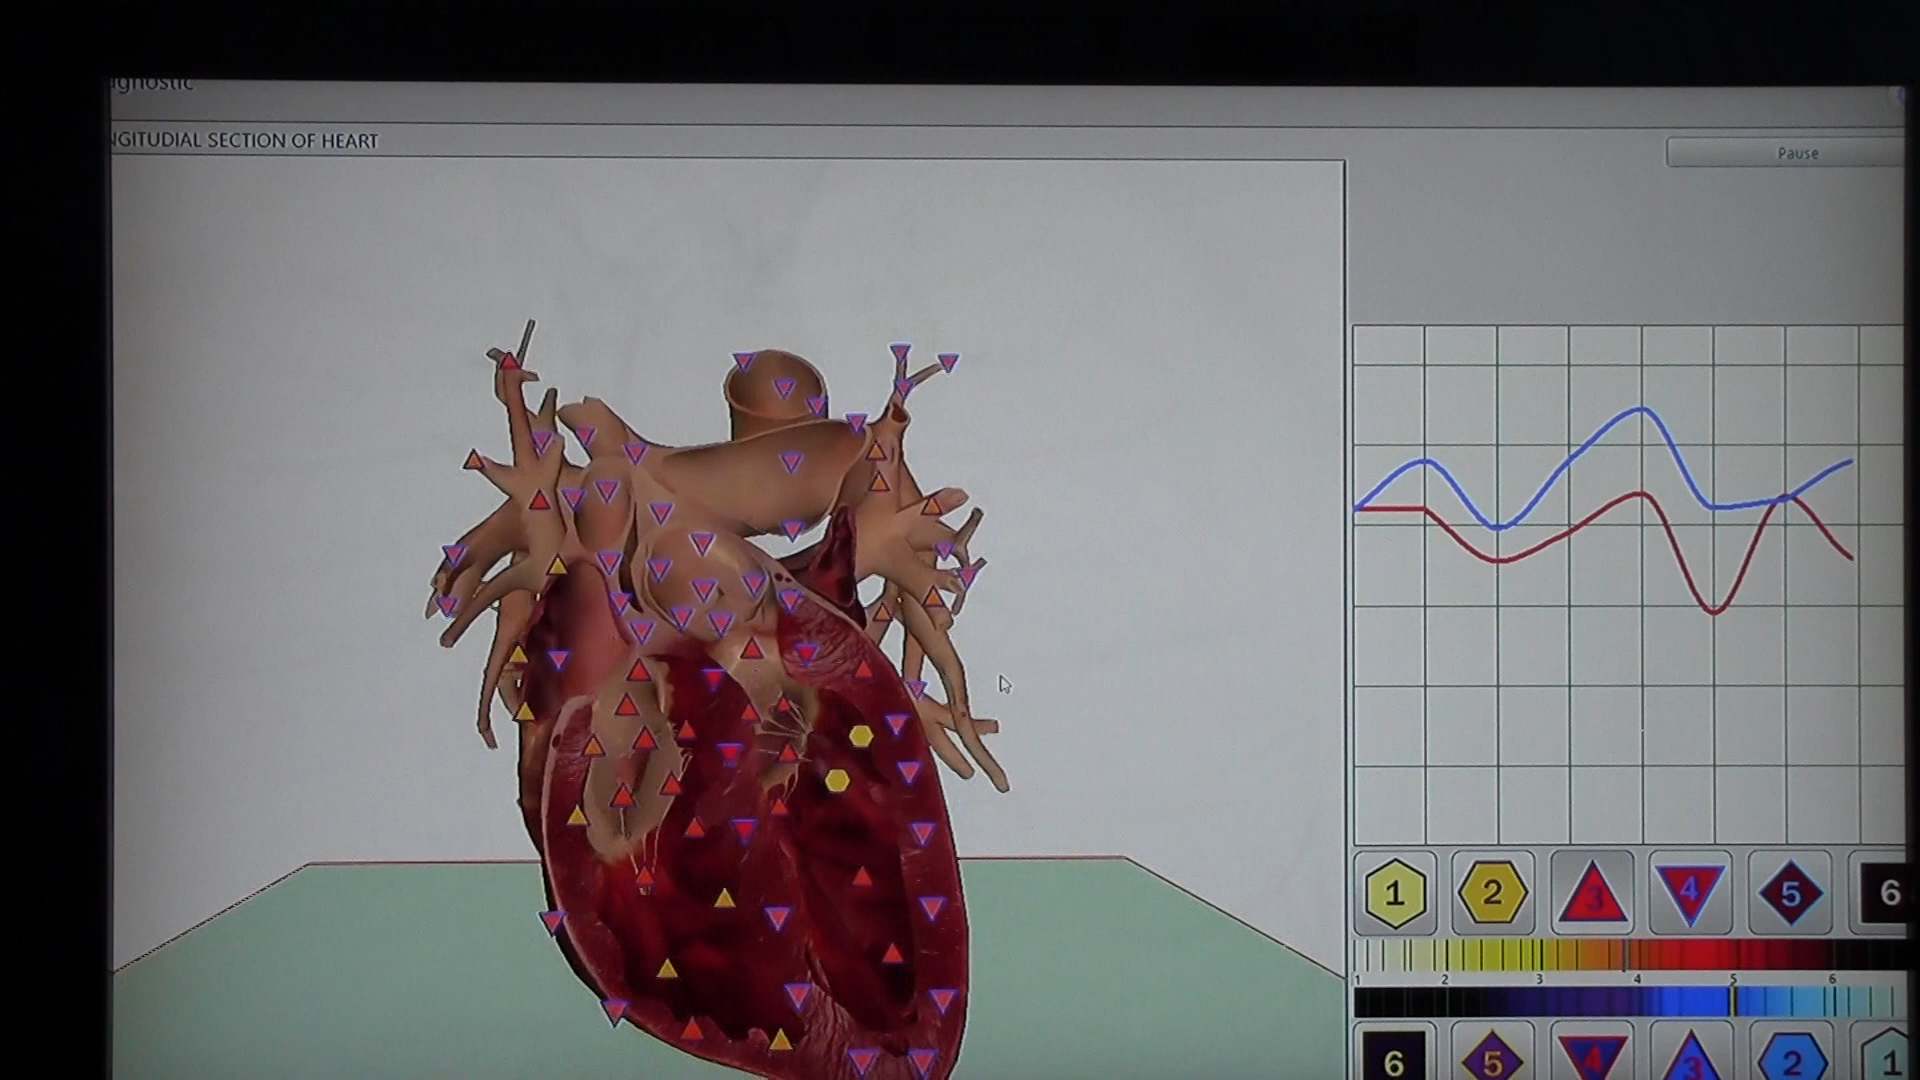 agnostic
NGITUDIAL SECTION OF HEART
Pause
1 2 3 4 5 6
1 2 3 4 5 6
6 5 4 3 2 1